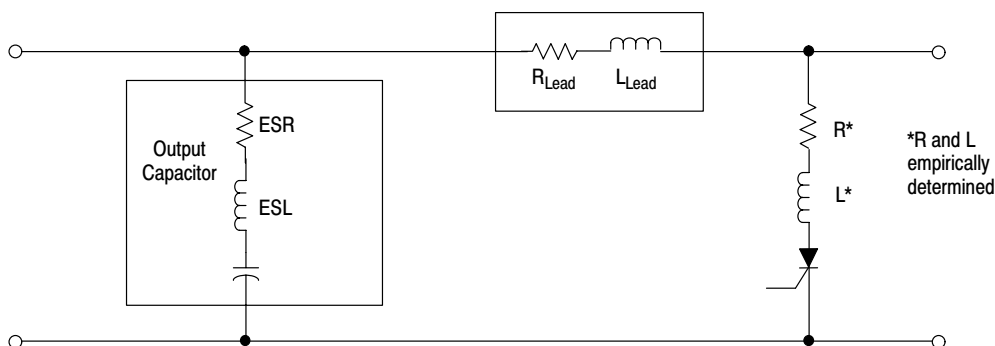 R_Lead
L_Lead
Output
Capacitor
ESR
ESL
R*
L*
*R and L
empirically
determined